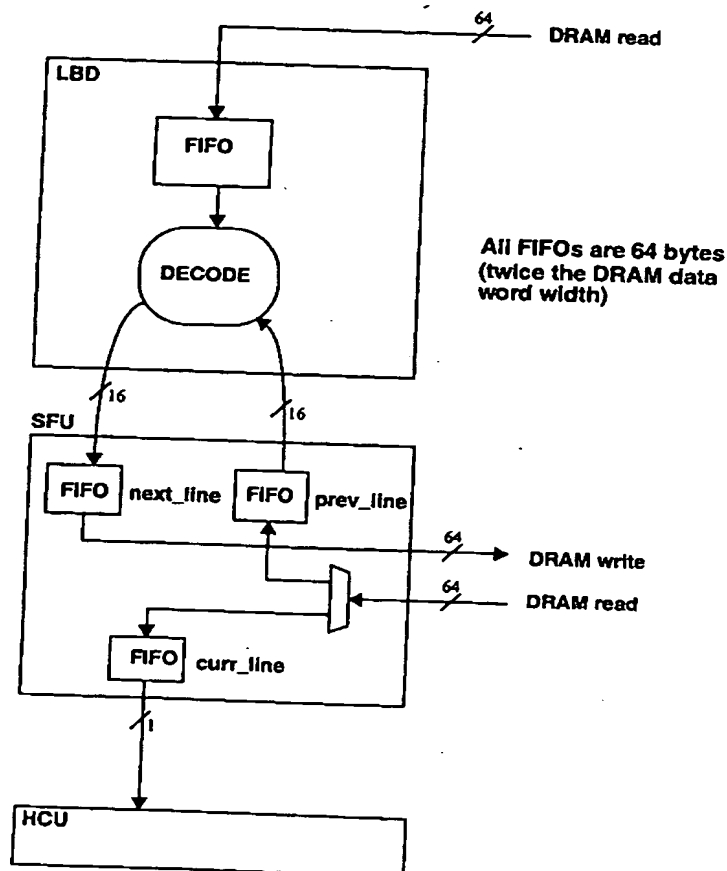 64
DRAM read
LBD
FIFO
DECODE
All FIFOs are 64 bytes
(twice the DRAM data
word width)
16
16
SFU
FIFO
next_line
FIFO
prev_line
64
DRAM write
64
DRAM read
FIFO
curr_line
1
HCU